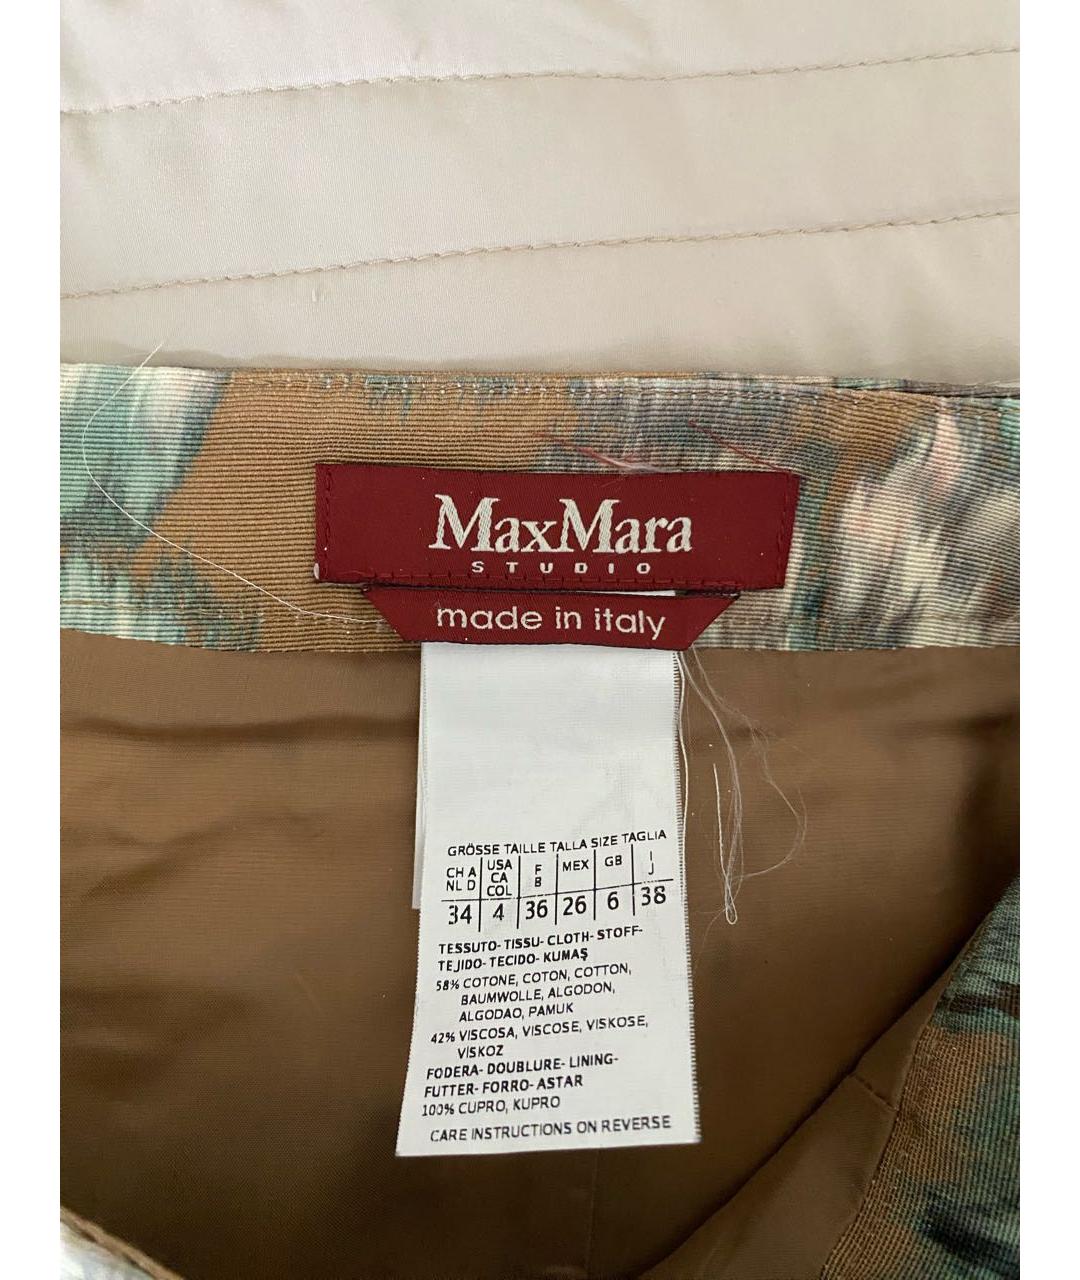 MaxMara
STUDIO
made in italy
GRÖSSE TAILLE TALLA SIZE TAGLIA
CH A NL D USA CA COL F B MEX GB I J
34 4 36 26 6 38
TESSUTO- TISSU- CLOTH- STOFF-
TEJIDO- TECIDO- KUMAŞ
58% COTONE, COTON, COTTON,
BAUMWOLLE, ALGODON,
ALGODAO, PAMUK
42% VISCOSA, VISCOSE, VISKOSE,
VİSKOZ
FODERA- DOUBLURE- LINING-
FUTTER- FORRO- ASTAR
100% CUPRO, KUPRO
CARE INSTRUCTIONS ON REVERSE